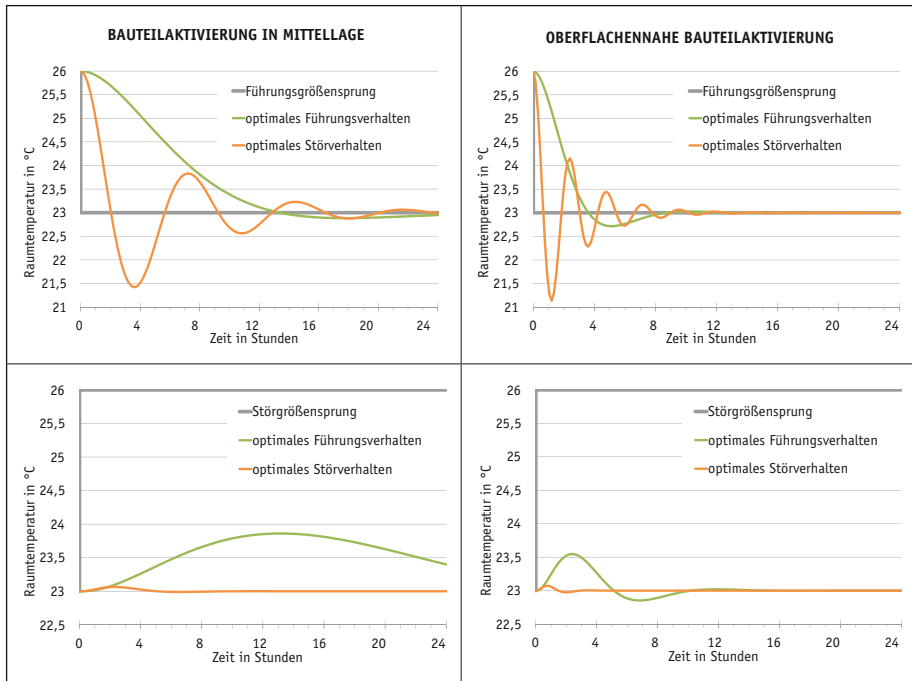 BAUTEILAKTIVIERUNG IN MITTELLAGE
26
25,5
25
24,5
24
23,5
23
22,5
22
21,5
21
Raumtemperatur in °C
Führungsgrößensprung
optimales Führungsverhalten
optimales Störverhalten
0 4 8 12 16 20 24
Zeit in Stunden
OBERFLACHENNAHE BAUTEILAKTIVIERUNG
26
25,5
25
24,5
24
23,5
23
22,5
22
21,5
21
Raumtemperatur in °C
Führungsgrößensprung
optimales Führungsverhalten
optimales Störverhalten
0 4 8 12 16 20 24
Zeit in Stunden
26
25,5
25
24,5
24
23,5
23
22,5
Raumtemperatur in °C
Störgrößensprung
optimales Führungsverhalten
optimales Störverhalten
0 4 8 12 16 20 24
Zeit in Stunden
26
25,5
25
24,5
24
23,5
23
22,5
Raumtemperatur in °C
Störgrößensprung
optimales Führungsverhalten
optimales Störverhalten
0 4 8 12 16 20 24
Zeit in Stunden